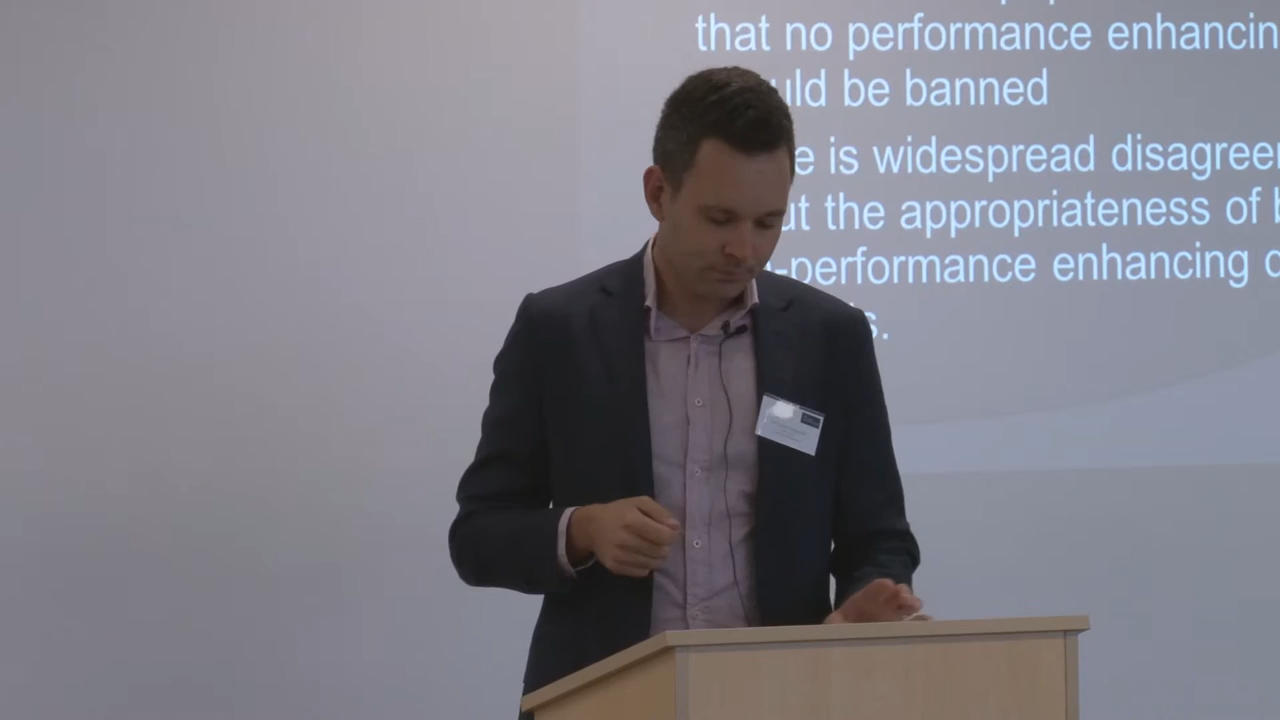 that no performance enhancin
uld be banned
e is widespread disagree
ut the appropriateness of b
-performance enhancing
s.